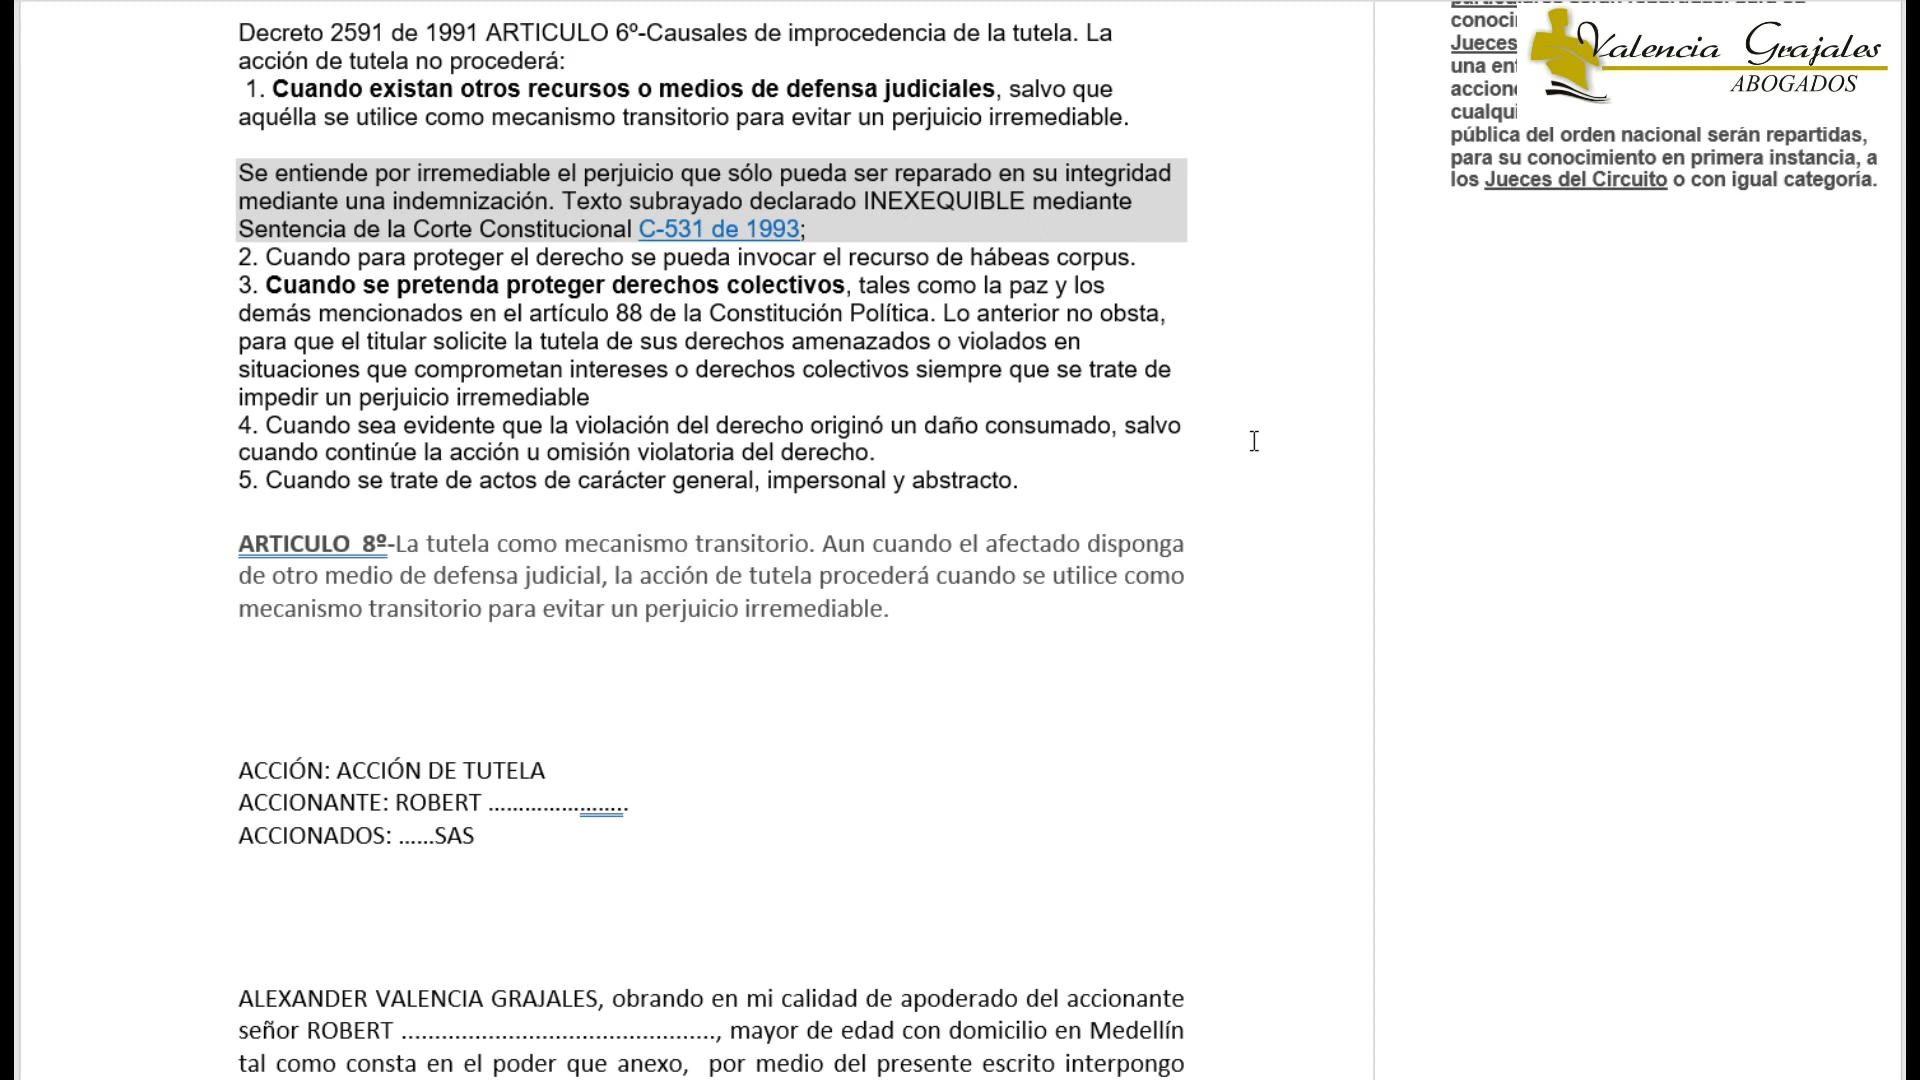 Decreto 2591 de 1991 ARTICULO 6º-Causales de improcedencia de la tutela. La
acción de tutela no procederá:
1. Cuando existan otros recursos o medios de defensa judiciales, salvo que
aquélla se utilice como mecanismo transitorio para evitar un perjuicio irremediable.
Se entiende por irremediable el perjuicio que sólo pueda ser reparado en su integridad
mediante una indemnización. Texto subrayado declarado INEXEQUIBLE mediante
Sentencia de la Corte Constitucional C-531 de 1993;
2. Cuando para proteger el derecho se pueda invocar el recurso de hábeas corpus.
3. Cuando se pretenda proteger derechos colectivos, tales como la paz y los
demás mencionados en el artículo 88 de la Constitución Política. Lo anterior no obsta,
para que el titular solicite la tutela de sus derechos amenazados o violados en
situaciones que comprometan intereses o derechos colectivos siempre que se trate de
impedir un perjuicio irremediable
4. Cuando sea evidente que la violación del derecho originó un daño consumado, salvo
cuando continúe la acción u omisión violatoria del derecho.
5. Cuando se trate de actos de carácter general, impersonal y abstracto.
ARTICULO 8º-La tutela como mecanismo transitorio. Aun cuando el afectado disponga
de otro medio de defensa judicial, la acción de tutela procederá cuando se utilice como
mecanismo transitorio para evitar un perjuicio irremediable.
ACCIÓN: ACCIÓN DE TUTELA
ACCIONANTE: ROBERT .......................
ACCIONADOS: ......SAS
ALEXANDER VALENCIA GRAJALES, obrando en mi calidad de apoderado del accionante
señor ROBERT ..............................................., mayor de edad con domicilio en Medellín
tal como consta en el poder que anexo, por medio del presente escrito interpongo
conoci
Jueces
una ent
accion
cualqui
pública del orden nacional serán repartidas,
para su conocimiento en primera instancia, a
los Jueces del Circuito o con igual categoría.
Valencia Grajales
ABOGADOS